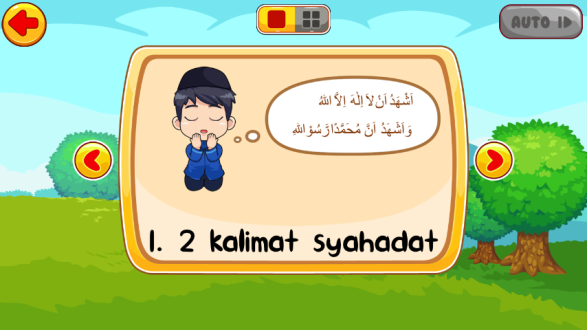 AUTO
اَشْهَدُ اَنْ لَا اِلٰهَ اِلَّا اللهُ
وَاَشْهَدُ اَنَّ مُحَمَّدًا رَّسُوْلُ اللهِ
1. 2 kalimat syahadat